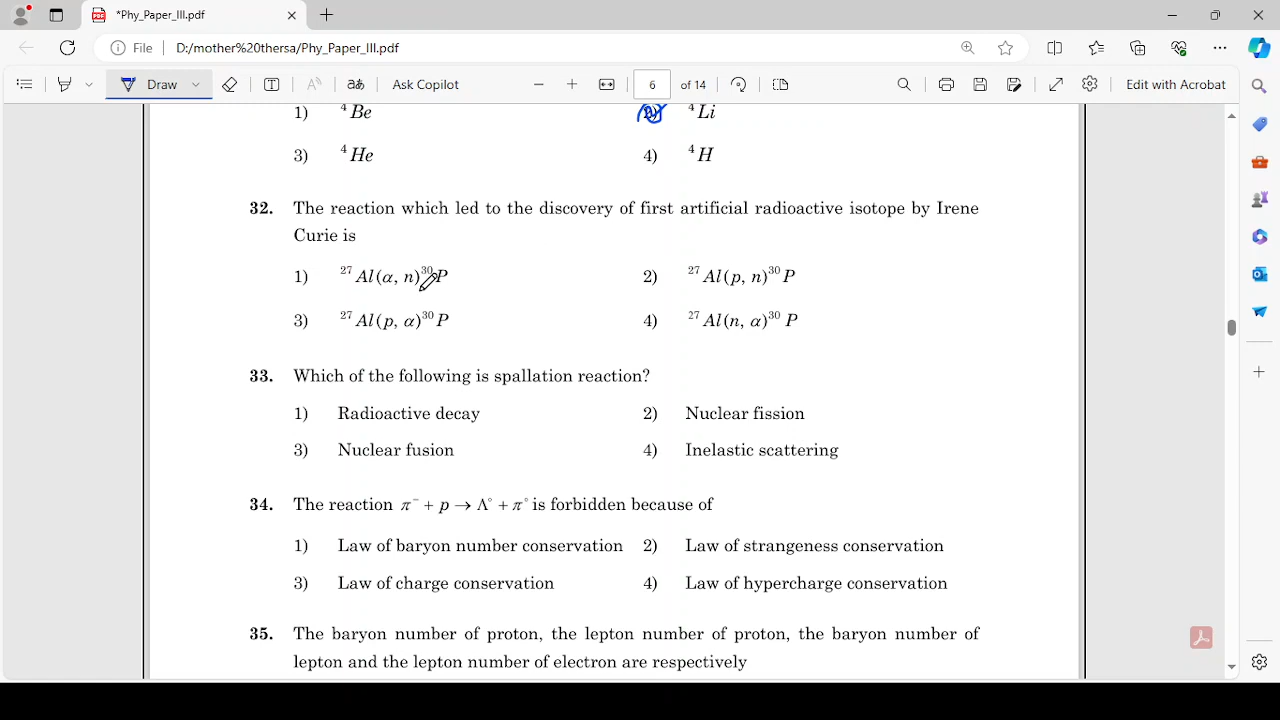 *Phy_Paper_III.pdf
File D:/mother%20thersa/Phy_Paper_III.pdf
Draw Ask Copilot 6 of 14 Edit with Acrobat
1) ⁴Be 2) ⁴Li
3) ⁴He 4) ⁴H
32. The reaction which led to the discovery of first artificial radioactive isotope by Irene
Curie is
1) ²⁷Al(α, n)³⁰P 2) ²⁷Al(p, n)³⁰P
3) ²⁷Al(p, α)³⁰P 4) ²⁷Al(n, α)³⁰ P
33. Which of the following is spallation reaction?
1) Radioactive decay 2) Nuclear fission
3) Nuclear fusion 4) Inelastic scattering
34. The reaction π⁻ + p → Λ° + π° is forbidden because of
1) Law of baryon number conservation 2) Law of strangeness conservation
3) Law of charge conservation 4) Law of hypercharge conservation
35. The baryon number of proton, the lepton number of proton, the baryon number of
lepton and the lepton number of electron are respectively